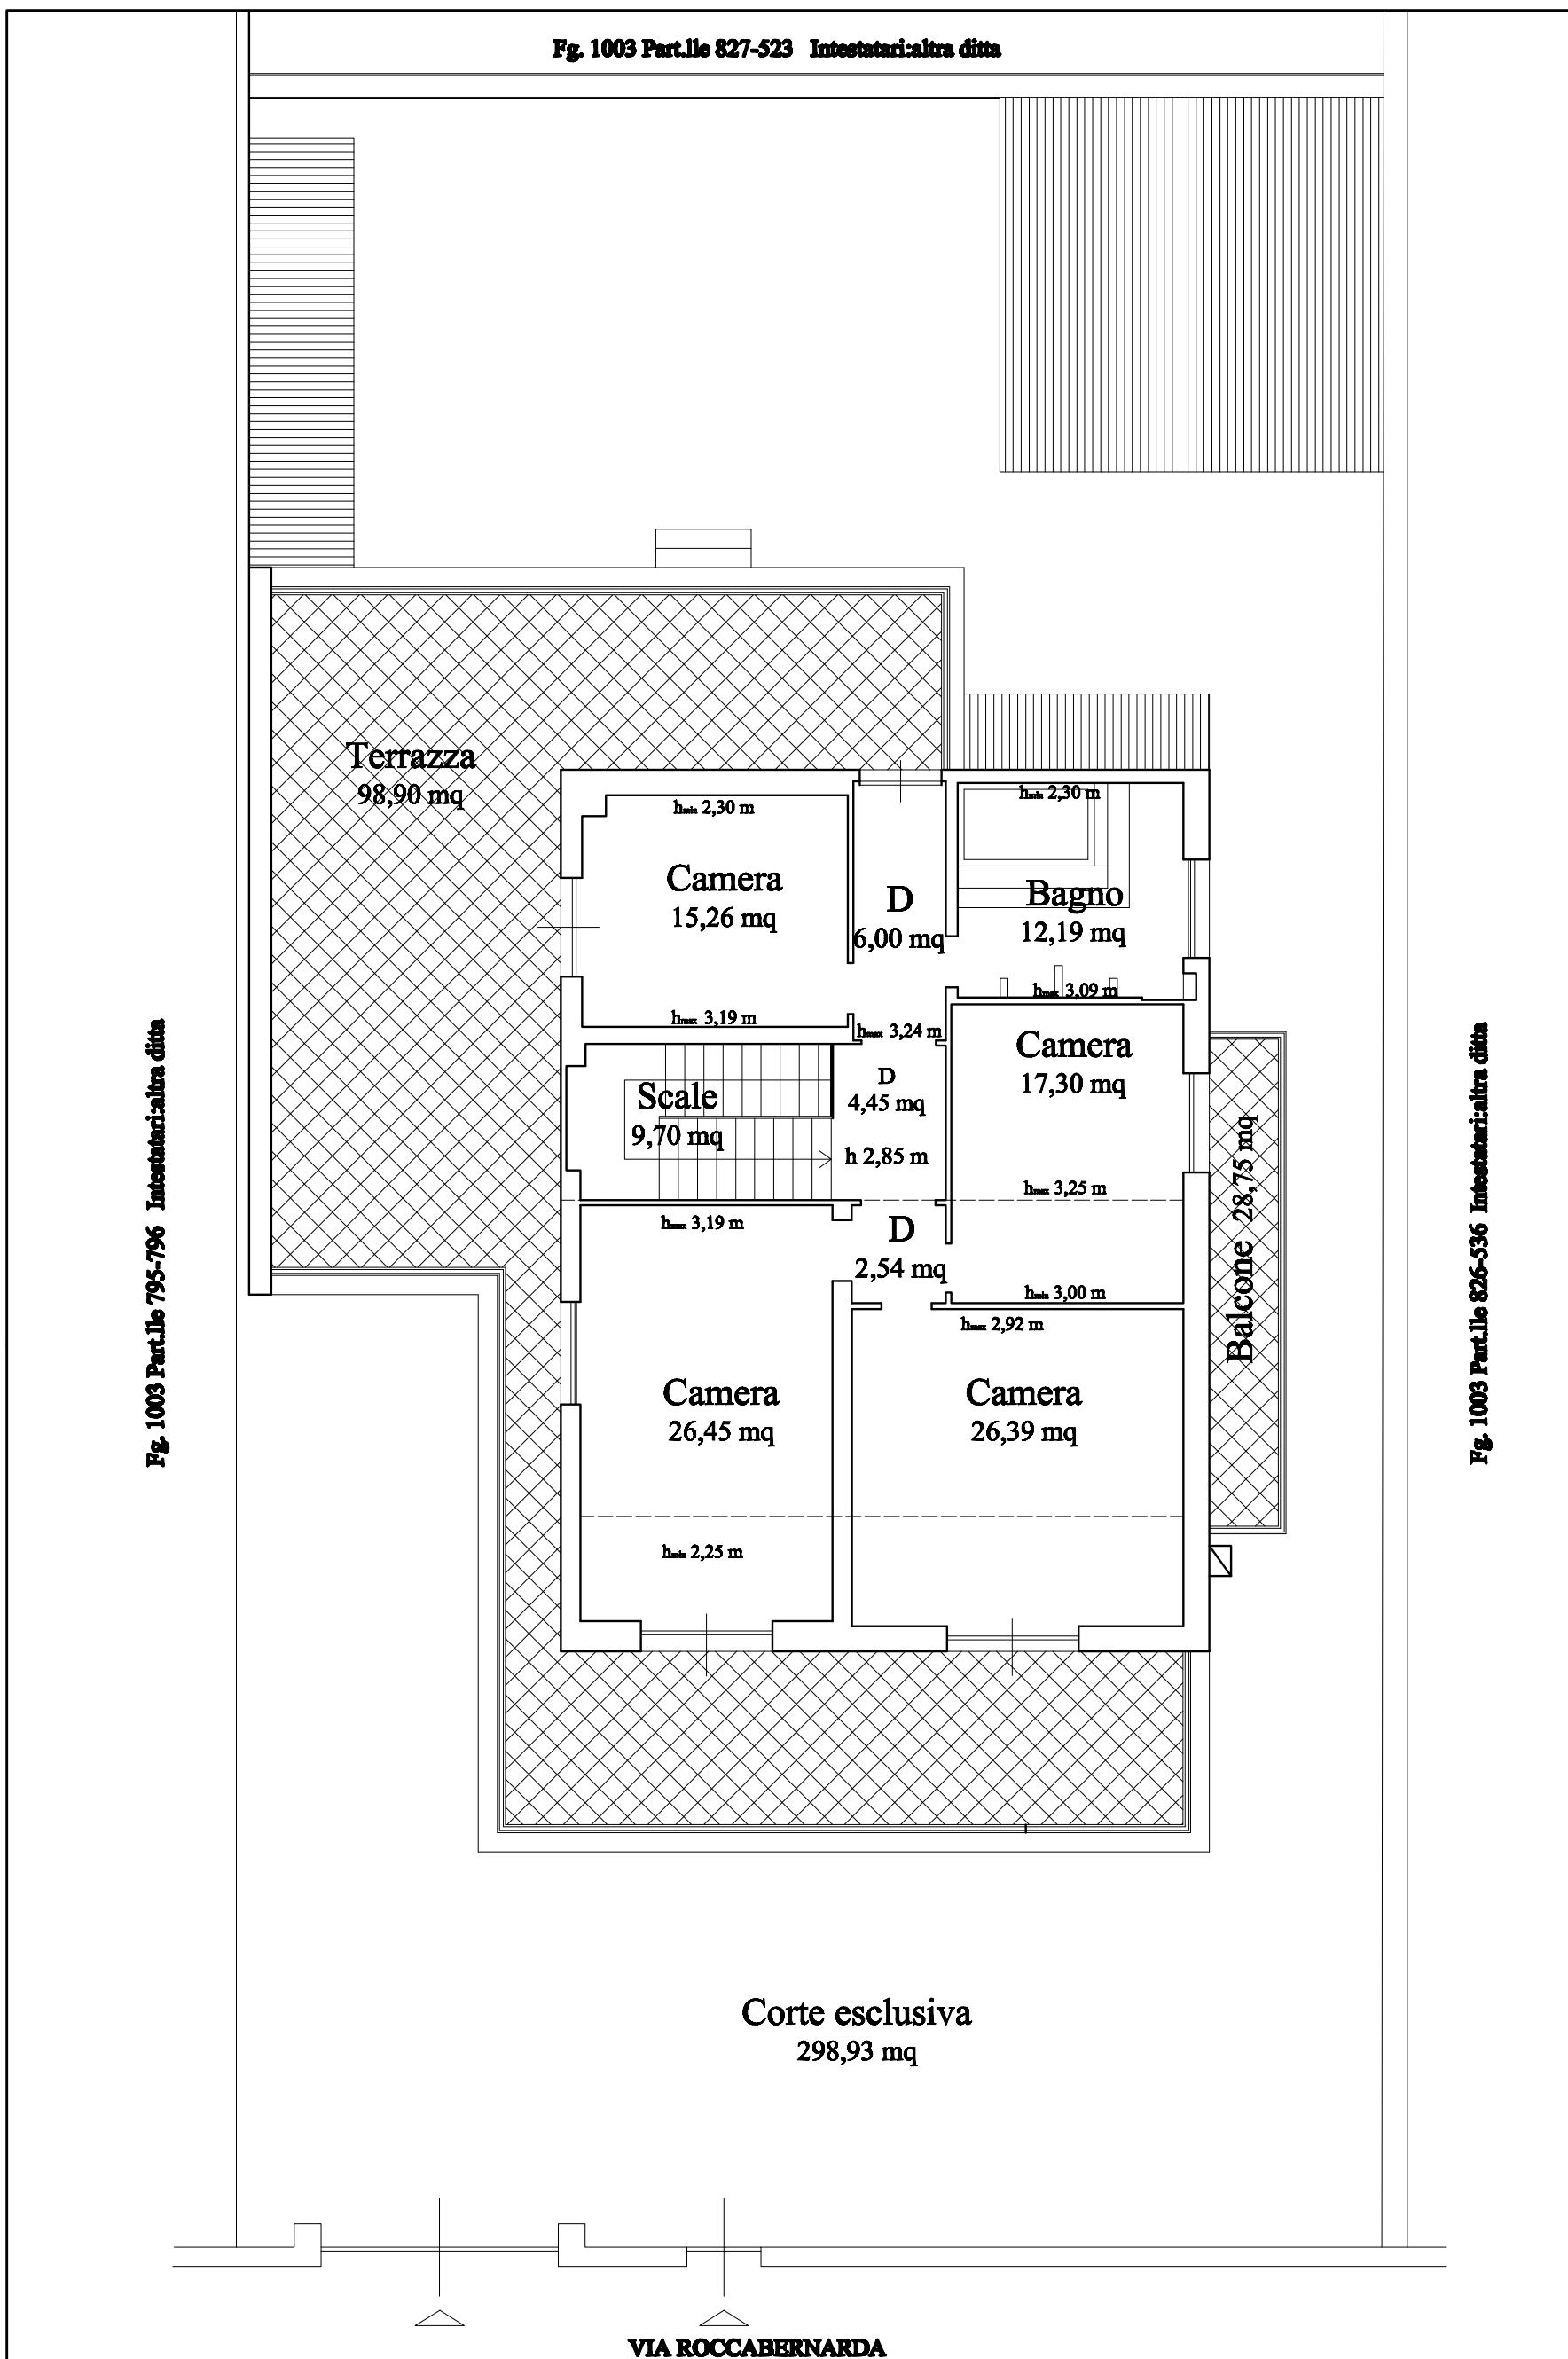 Fg. 1003 Part.lle 827-523 Intestatari:altra ditta
Terrazza
98,90 mq
hmin 2,30 m
Camera
15,26 mq
hmax 3,19 m
D
6,00 mq
hmax 3,24 m
hmin 2,30 m
Bagno
12,19 mq
hmax 3,09 m
Camera
17,30 mq
hmax 3,25 m
hmin 3,00 m
Scale
9,70 mq
D
4,45 mq
h 2,85 m
D
2,54 mq
hmax 3,19 m
Camera
26,45 mq
hmin 2,25 m
hmax 2,92 m
Camera
26,39 mq
Balcone 28,75 mq
Fg. 1003 Part.lle 795-796 Intestatari:altra ditta
Fg. 1003 Part.lle 826-536 Intestatari:altra ditta
Corte esclusiva
298,93 mq
VIA ROCCABERNARDA